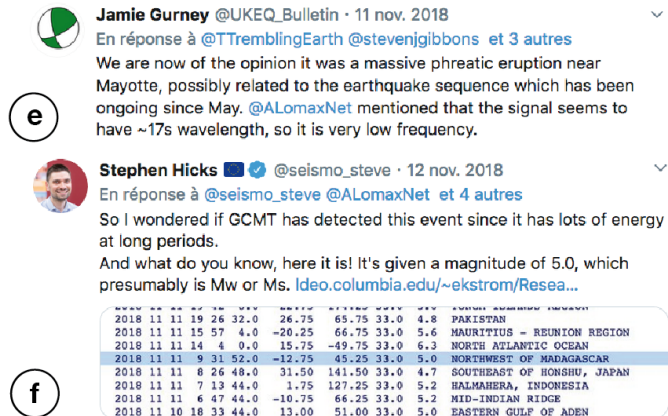 Jamie Gurney @UKEQ_Bulletin · 11 nov. 2018
En réponse à @TTremblingEarth @stevenjgibbons et 3 autres
We are now of the opinion it was a massive phreatic eruption near
Mayotte, possibly related to the earthquake sequence which has been
ongoing since May. @ALomaxNet mentioned that the signal seems to
have ~17s wavelength, so it is very low frequency.
e
Stephen Hicks @seismo_steve · 12 nov. 2018
En réponse à @seismo_steve @ALomaxNet et 4 autres
So I wondered if GCMT has detected this event since it has lots of energy
at long periods.
And what do you know, here it is! It's given a magnitude of 5.0, which
presumably is Mw or Ms. ldeo.columbia.edu/~ekstrom/Resea...
2018 11 11 19 26 32.0 26.75 65.75 33.0 4.8 PAKISTAN
2018 11 11 15 57 4.0 -20.25 66.75 33.0 5.6 MAURITIUS - REUNION REGION
2018 11 11 14 4 0.0 15.75 -49.75 33.0 6.3 NORTH ATLANTIC OCEAN
2018 11 11 9 31 52.0 -12.75 45.25 33.0 5.0 NORTHWEST OF MADAGASCAR
2018 11 11 8 26 48.0 31.50 141.50 33.0 4.7 SOUTHEAST OF HONSHU, JAPAN
2018 11 11 7 13 44.0 1.75 127.25 33.0 5.2 HALMAHERA, INDONESIA
2018 11 11 6 47 44.0 -10.75 66.25 33.0 5.2 MID-INDIAN RIDGE
2018 11 10 18 33 44.0 13.00 51.00 33.0 5.0 EASTERN GULF OF ADEN
f